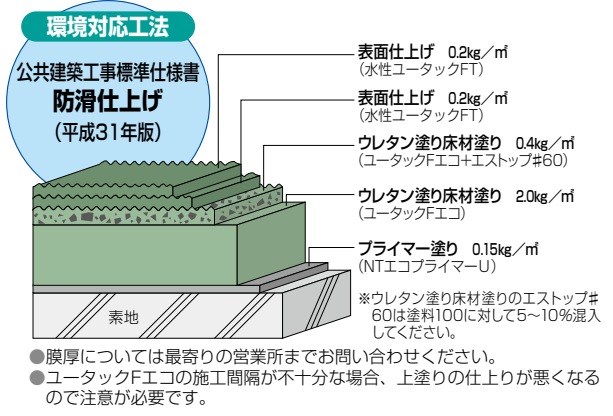 環境対応工法
公共建築工事標準仕様書
防滑仕上げ
(平成31年版)
表面仕上げ 0.2kg/㎡
(水性ユータックFT)
表面仕上げ 0.2kg/㎡
(水性ユータックFT)
ウレタン塗り床材塗り 0.4kg/㎡
(ユータックFエコ+エストップ#60)
ウレタン塗り床材塗り 2.0kg/㎡
(ユータックFエコ)
プライマー塗り 0.15kg/㎡
(NTエコプライマーU)
※ウレタン塗り床材塗りのエストップ#
60は塗料100に対して5〜10%混入
してください。
素地
●膜厚については最寄りの営業所までお問い合わせください。
●ユータックFエコの施工間隔が不十分な場合、上塗りの仕上りが悪くなる
ので注意が必要です。